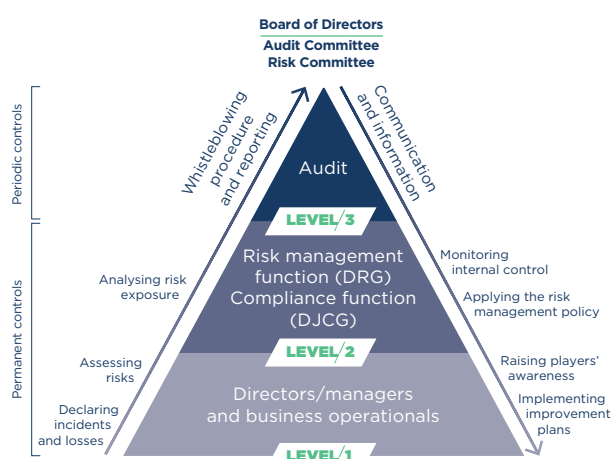 Board of Directors
Audit Committee
Risk Committee
Periodic controls
Whistleblowing
procedure
and reporting
Communication
and information
Audit
LEVEL/3
Permanent controls
Risk management
function (DRG)
Compliance function
(DJCG)
Analysing risk
exposure
Monitoring
internal control
Applying the risk
management policy
LEVEL/2
Assessing
risks
Raising players’
awareness
Directors/managers
and business operationals
Declaring
incidents
and losses
Implementing
improvement
plans
LEVEL/1